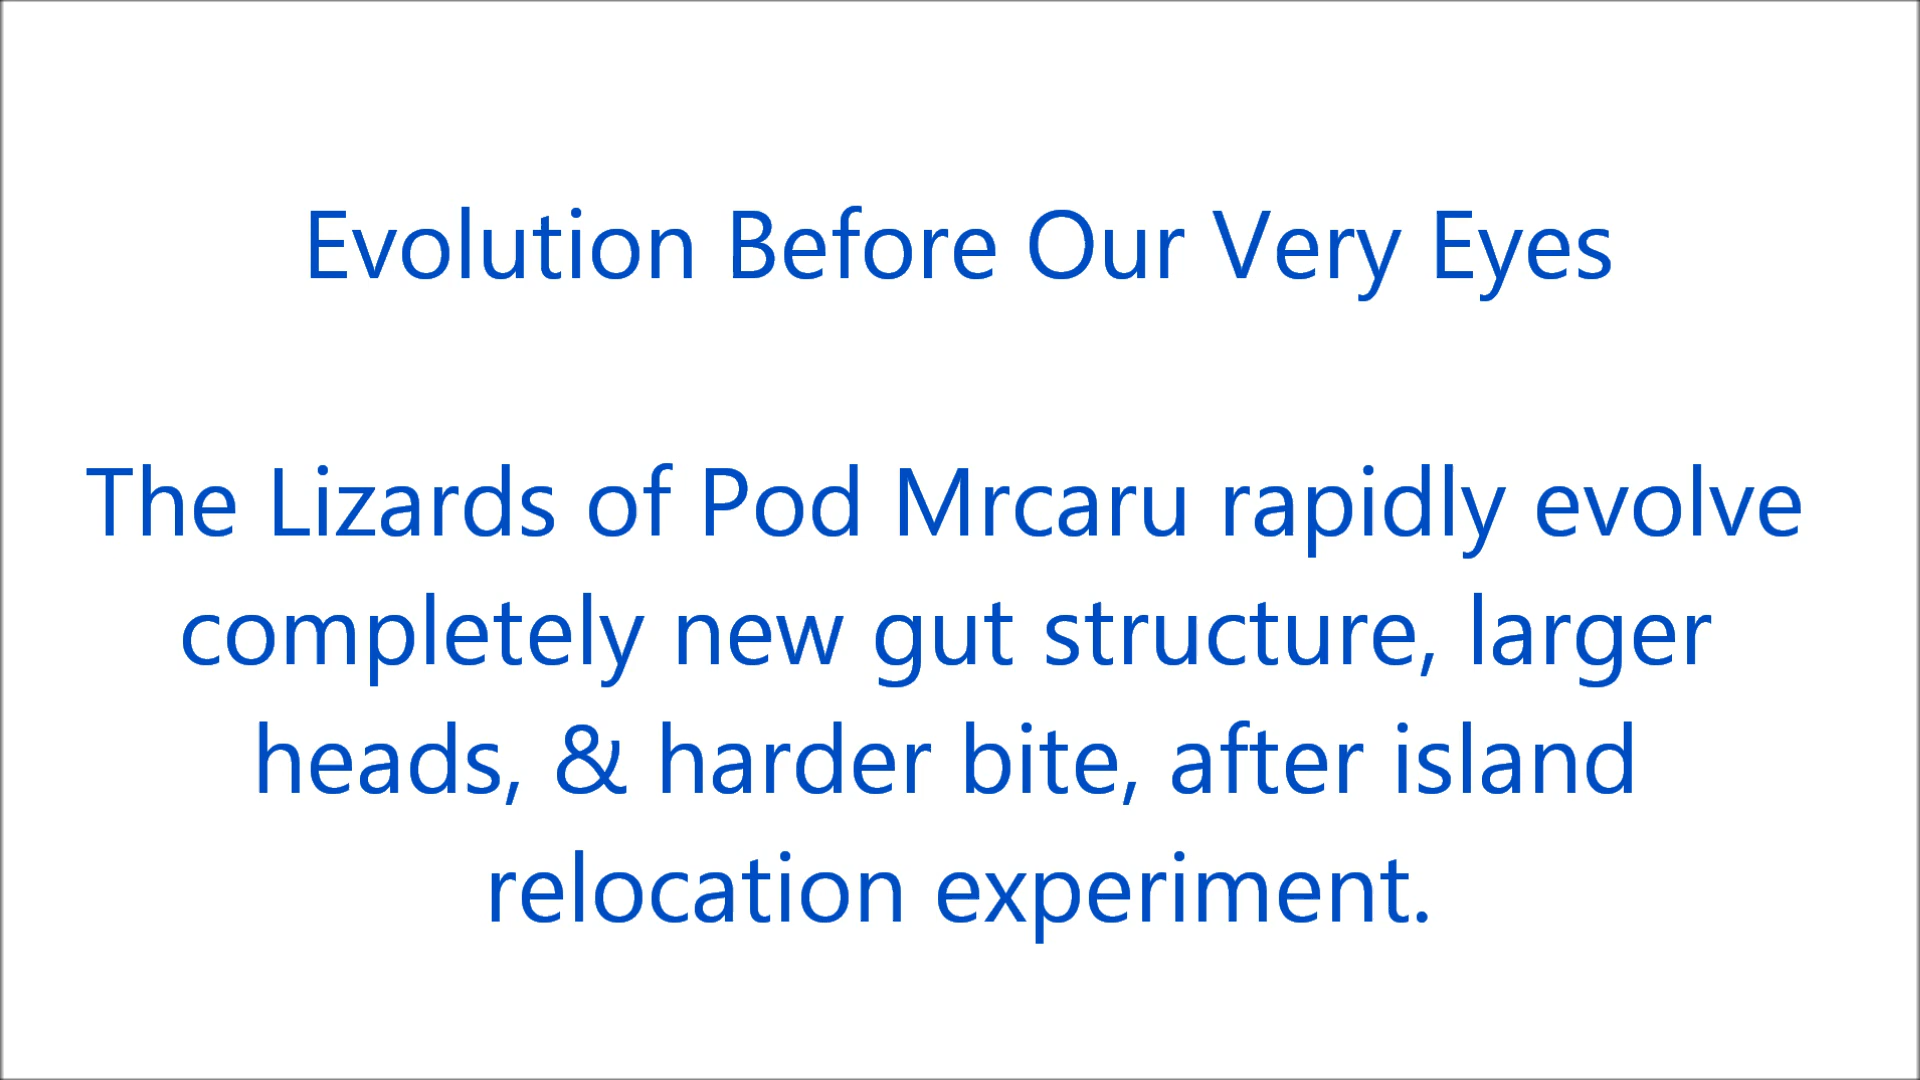 Evolution Before Our Very Eyes
The Lizards of Pod Mrcaru rapidly evolve
completely new gut structure, larger
heads, & harder bite, after island
relocation experiment.